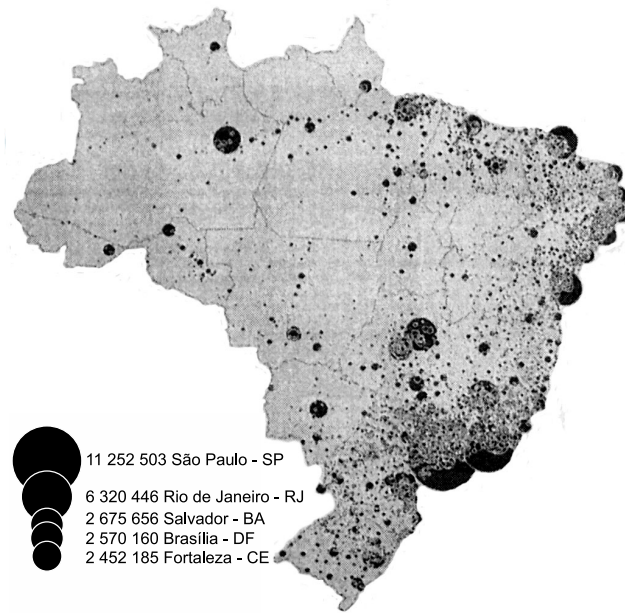 11 252 503 São Paulo - SP
6 320 446 Rio de Janeiro - RJ
2 675 656 Salvador - BA
2 570 160 Brasília - DF
2 452 185 Fortaleza - CE